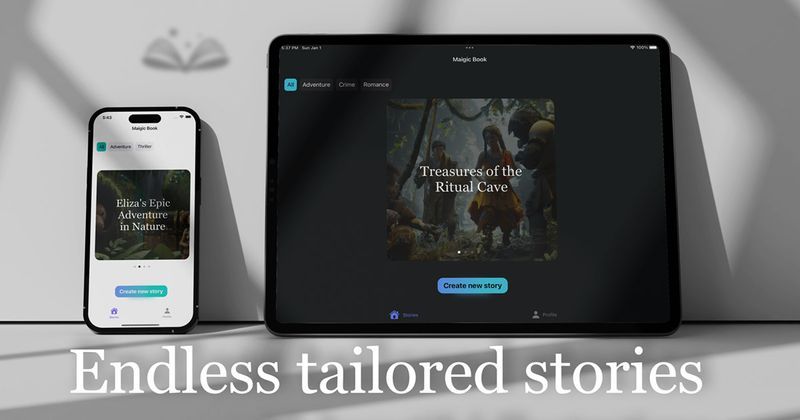 5:43
Maigic Book
All Adventure Thriller
Eliza's Epic
Adventure
in Nature
Create new story
Stories Profile
5:37 PM Sun Jan 1
100%
Maigic Book
All Adventure Crime Romance
Treasures of the
Ritual Cave
Create new story
Stories Profile
Endless tailored stories